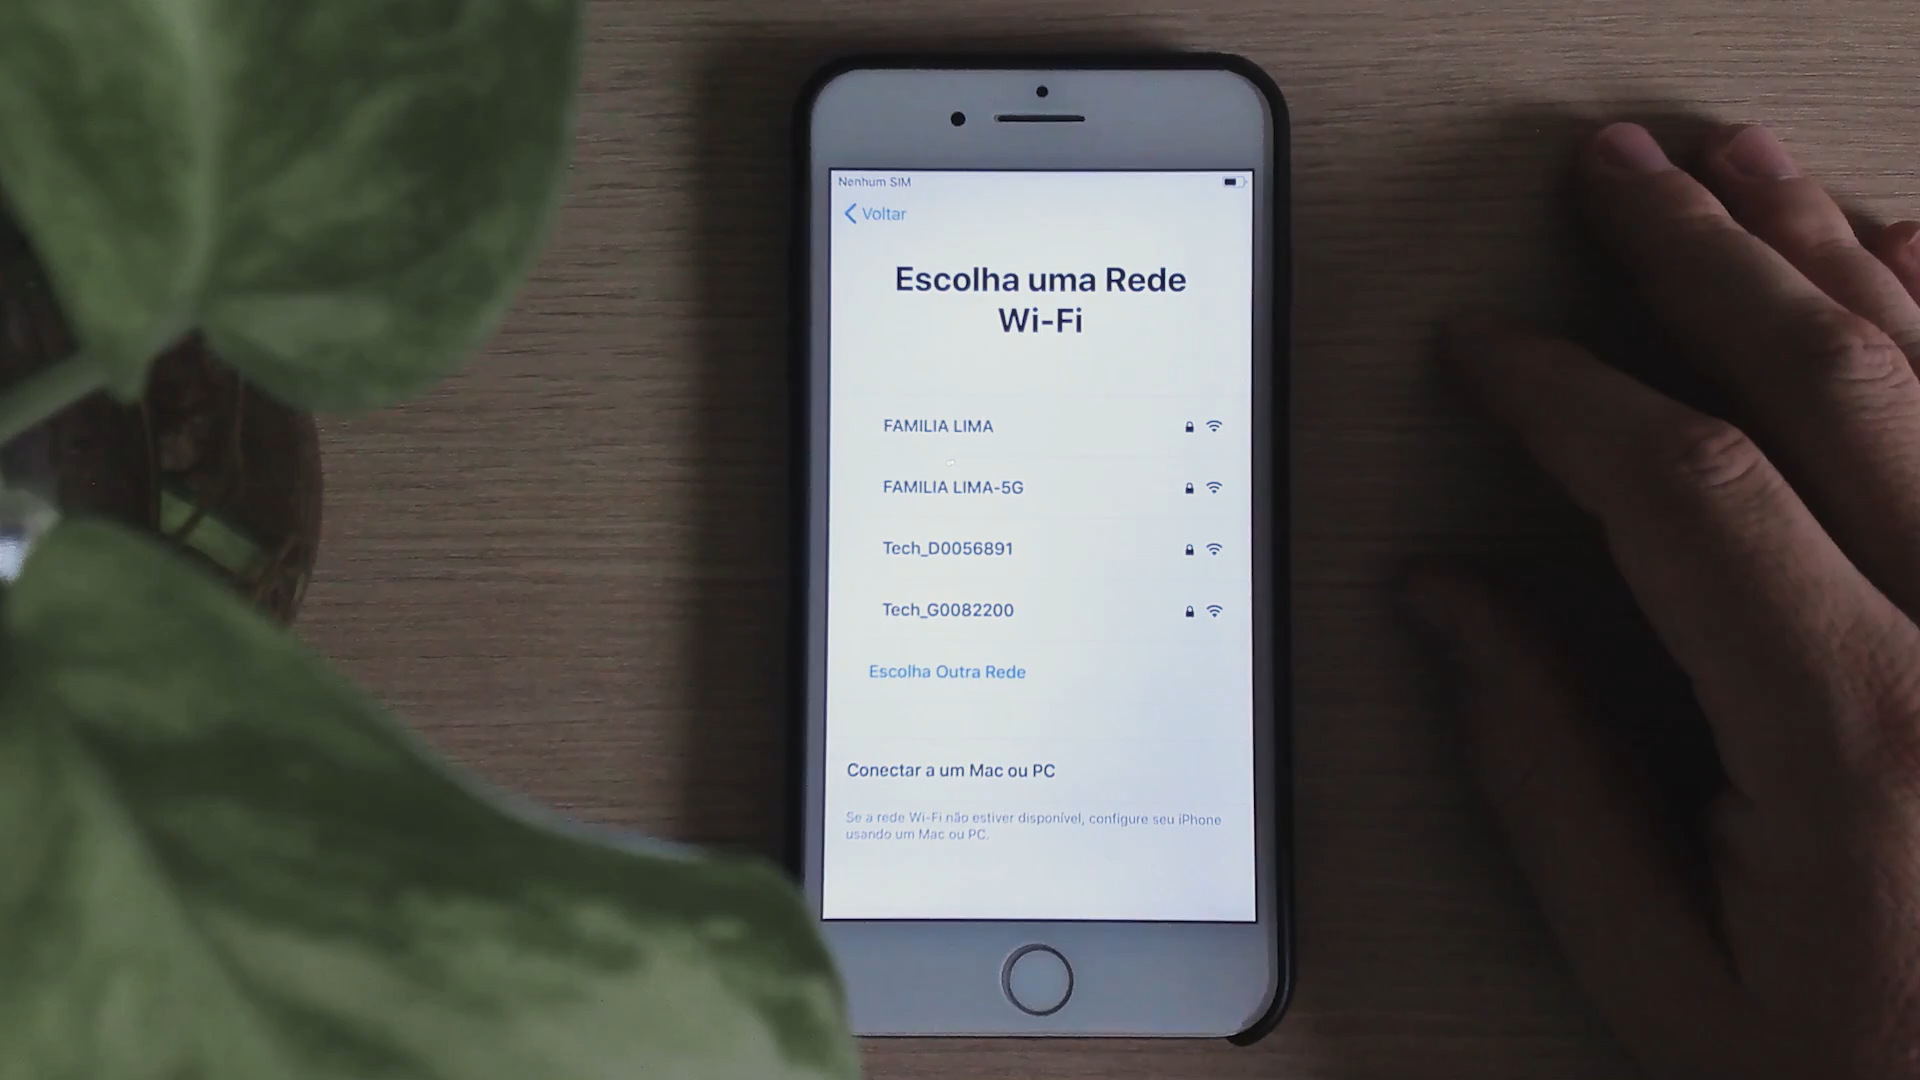 Nenhum SIM
Voltar
Escolha uma Rede
Wi-Fi
FAMILIA LIMA
FAMILIA LIMA-5G
Tech_D0056891
Tech_G0082200
Escolha Outra Rede
Conectar a um Mac ou PC
Se a rede Wi-Fi não estiver disponível, configure seu iPhone
usando um Mac ou PC.